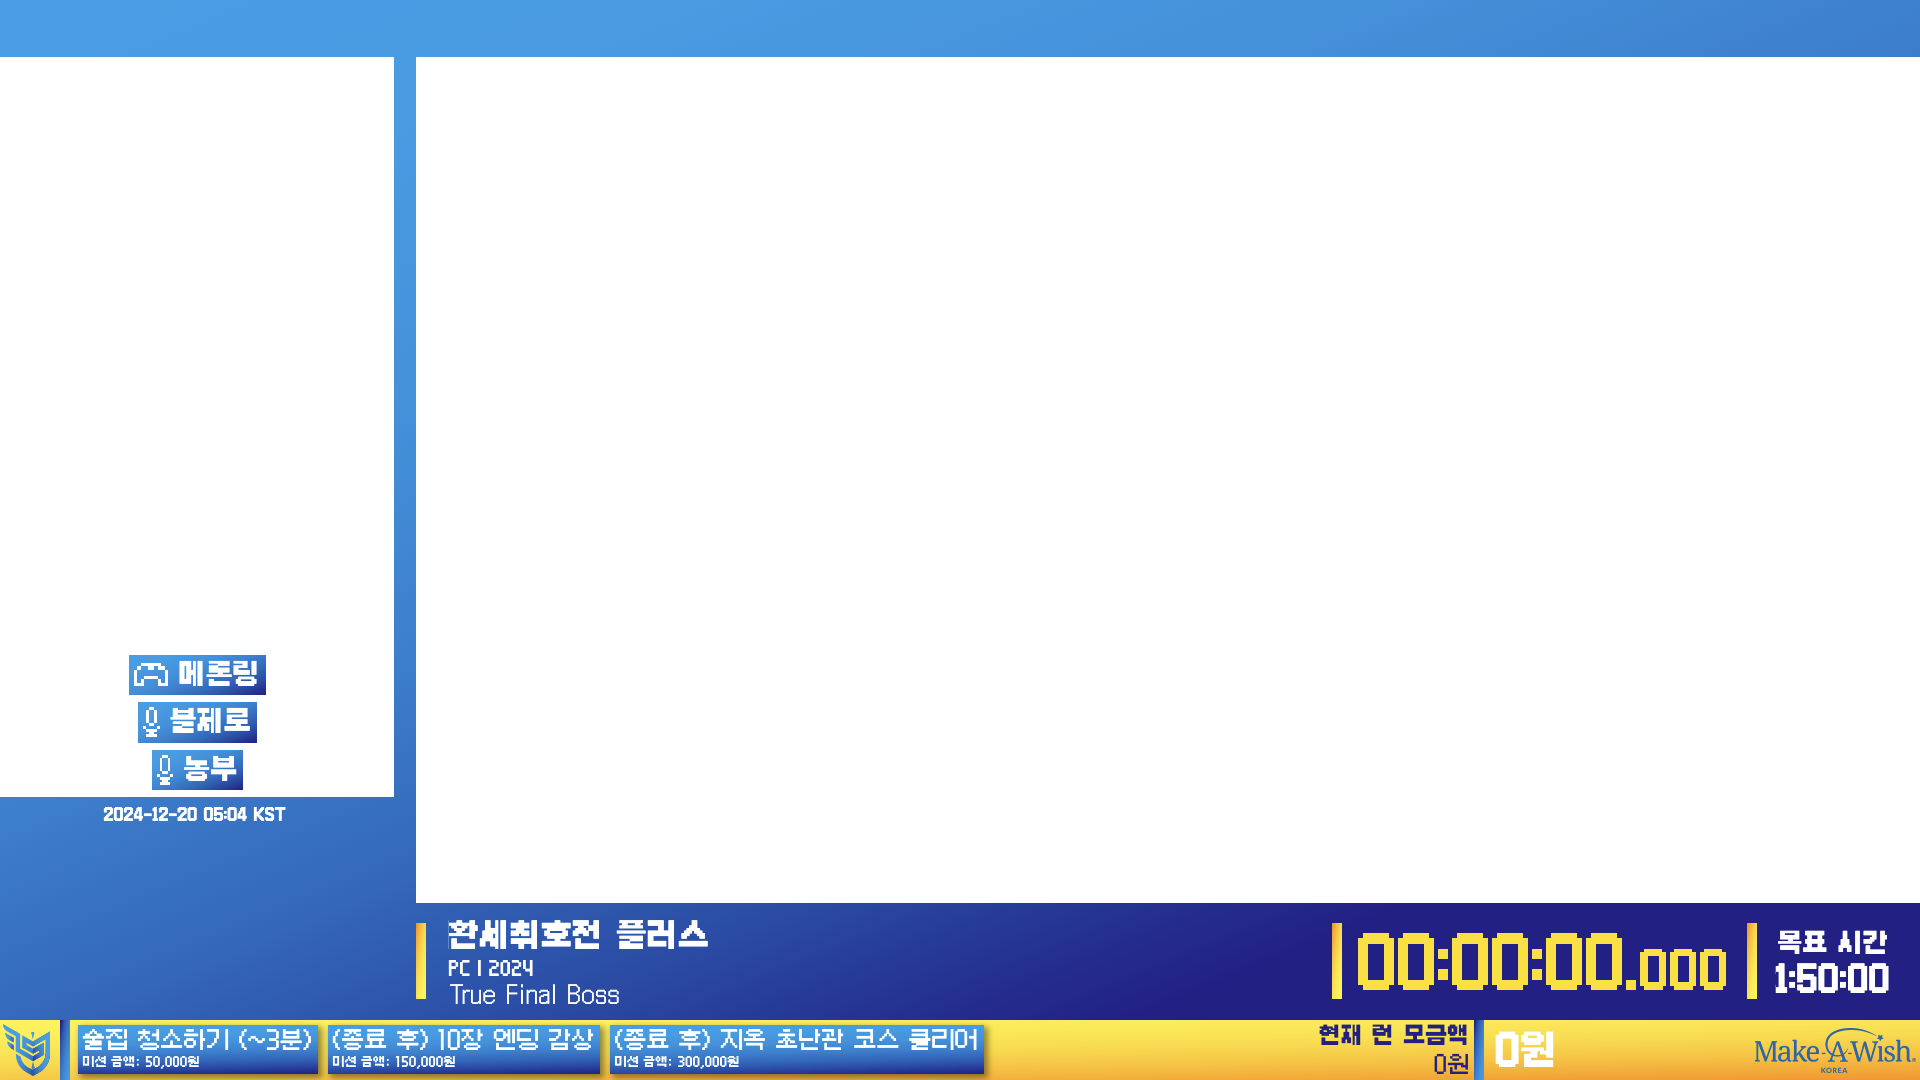 메론링
불제로
농부
2024-12-20 05:04 KST
환세취호전 플러스
PC | 2024
True Final Boss
00:00:00.000
목표 시간
1:50:00
술집 청소하기 (~3분)
미션 금액: 50,000원
(종료 후) 10장 엔딩 감상
미션 금액: 150,000원
(종료 후) 지옥 초난관 코스 클리어
미션 금액: 300,000원
현재 런 모금액
0원
0원
Make-A-Wish.
KOREA